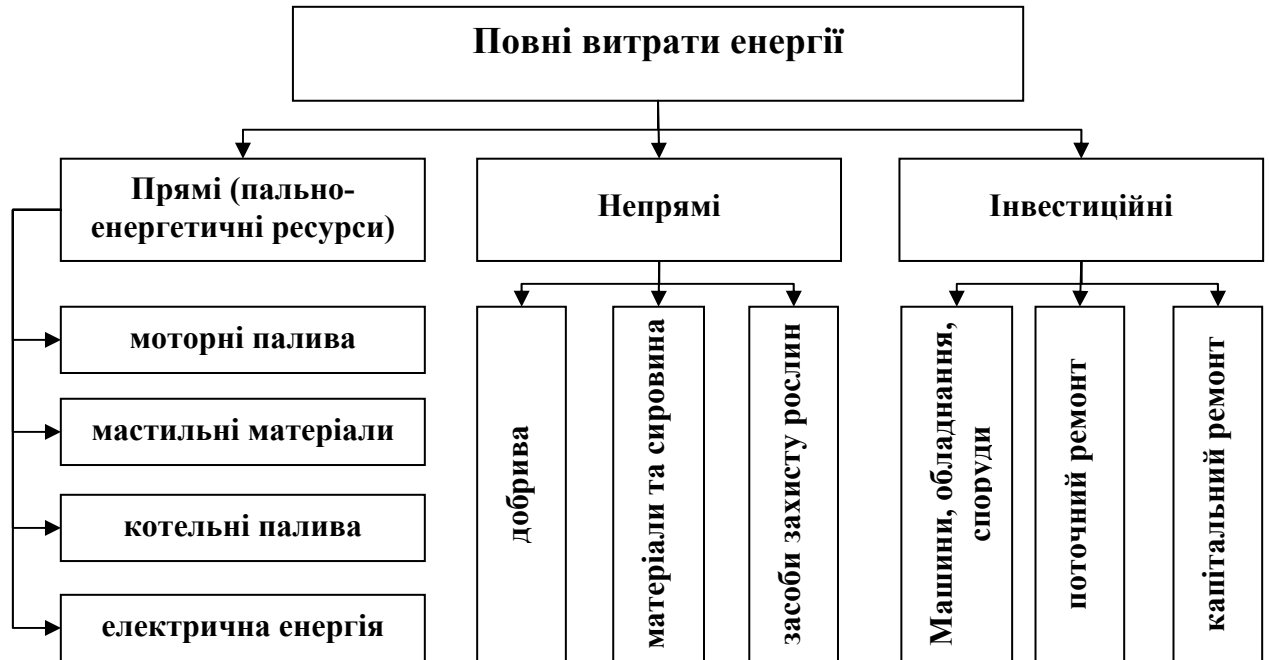 Повні витрати енергії
Прямі (пально-
енергетичні ресурси)
Непрямі
Інвестиційні
моторні палива
мастильні матеріали
котельні палива
електрична енергія
добрива
матеріали та сировина
засоби захисту рослин
Машини, обладнання,
споруди
поточний ремонт
капітальний ремонт